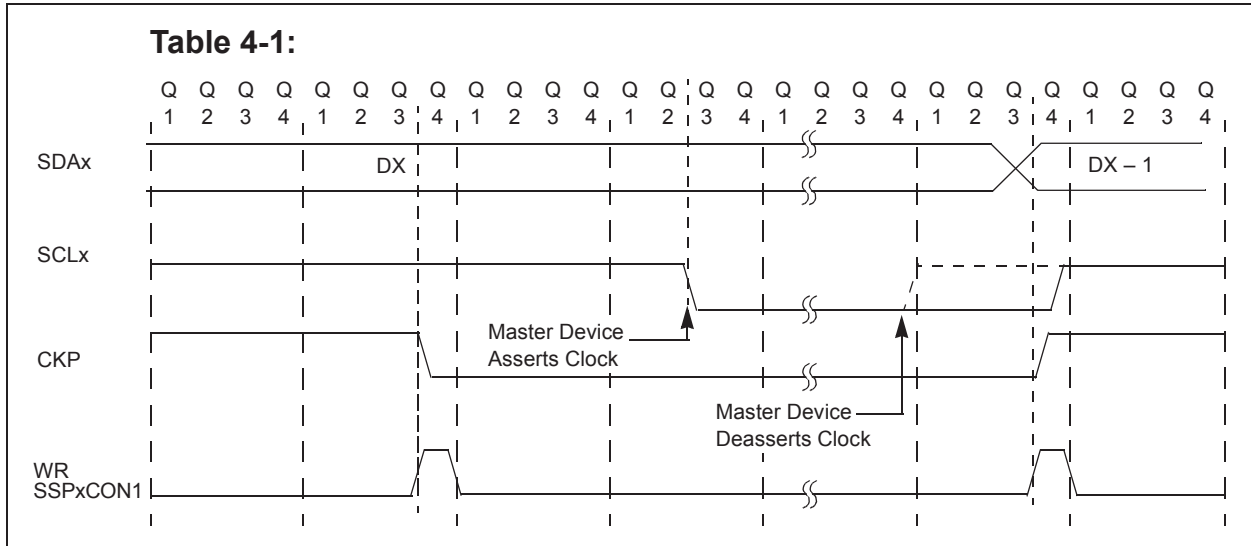 Table 4-1:
Q Q Q Q Q Q Q Q Q Q Q Q Q Q Q Q Q Q Q Q Q Q Q Q Q Q Q Q
1 2 3 4 1 2 3 4 1 2 3 4 1 2 3 4 1 2 3 4 1 2 3 4 1 2 3 4
SDAx
DX
DX – 1
SCLx
Master Device
Asserts Clock
CKP
Master Device
Deasserts Clock
WR
SSPxCON1